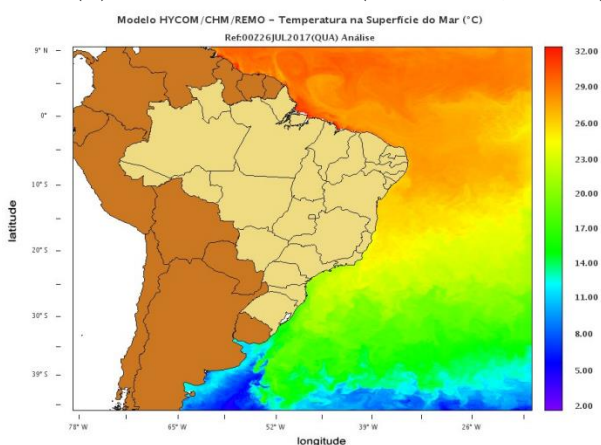 Modelo HYCOM/CHM/REMO - Temperatura na Superfície do Mar (°C)
Ref:00Z26JUL2017(QUA) Análise
9° N
0°
10°S
20°S
30°S
39°S
latitude
78° W
65° W
52° W
39° W
26° W
longitude
32.00
29.00
26.00
23.00
20.00
17.00
14.00
11.00
8.00
5.00
2.00